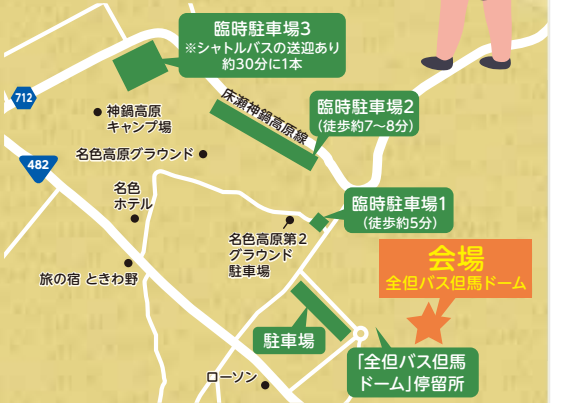 臨時駐車場3
※シャトルバスの送迎あり
約30分に1本
712
神鍋高原
キャンプ場
床瀬神鍋高原線
臨時駐車場2
(徒歩約7〜8分)
名色高原グラウンド
482
名色
ホテル
臨時駐車場1
(徒歩約5分)
名色高原第2
グラウンド
駐車場
会場
全但バス但馬ドーム
旅の宿 ときわ野
駐車場
「全但バス但馬
ドーム」停留所
ローソン